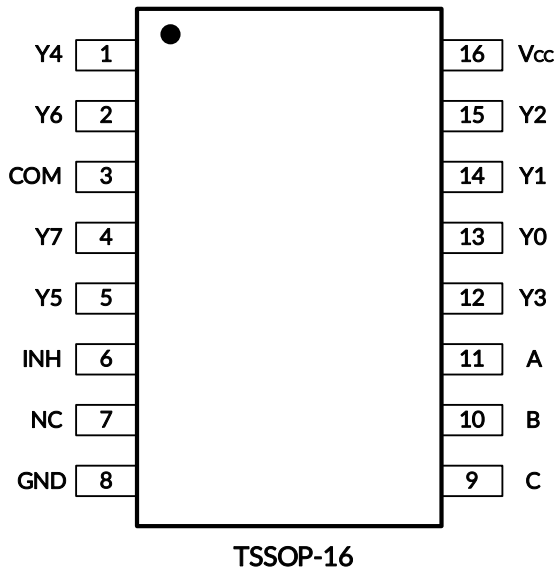 Y4 1 16 Vcc
Y6 2 15 Y2
COM 3 14 Y1
Y7 4 13 Y0
Y5 5 12 Y3
INH 6 11 A
NC 7 10 B
GND 8 9 C
TSSOP-16